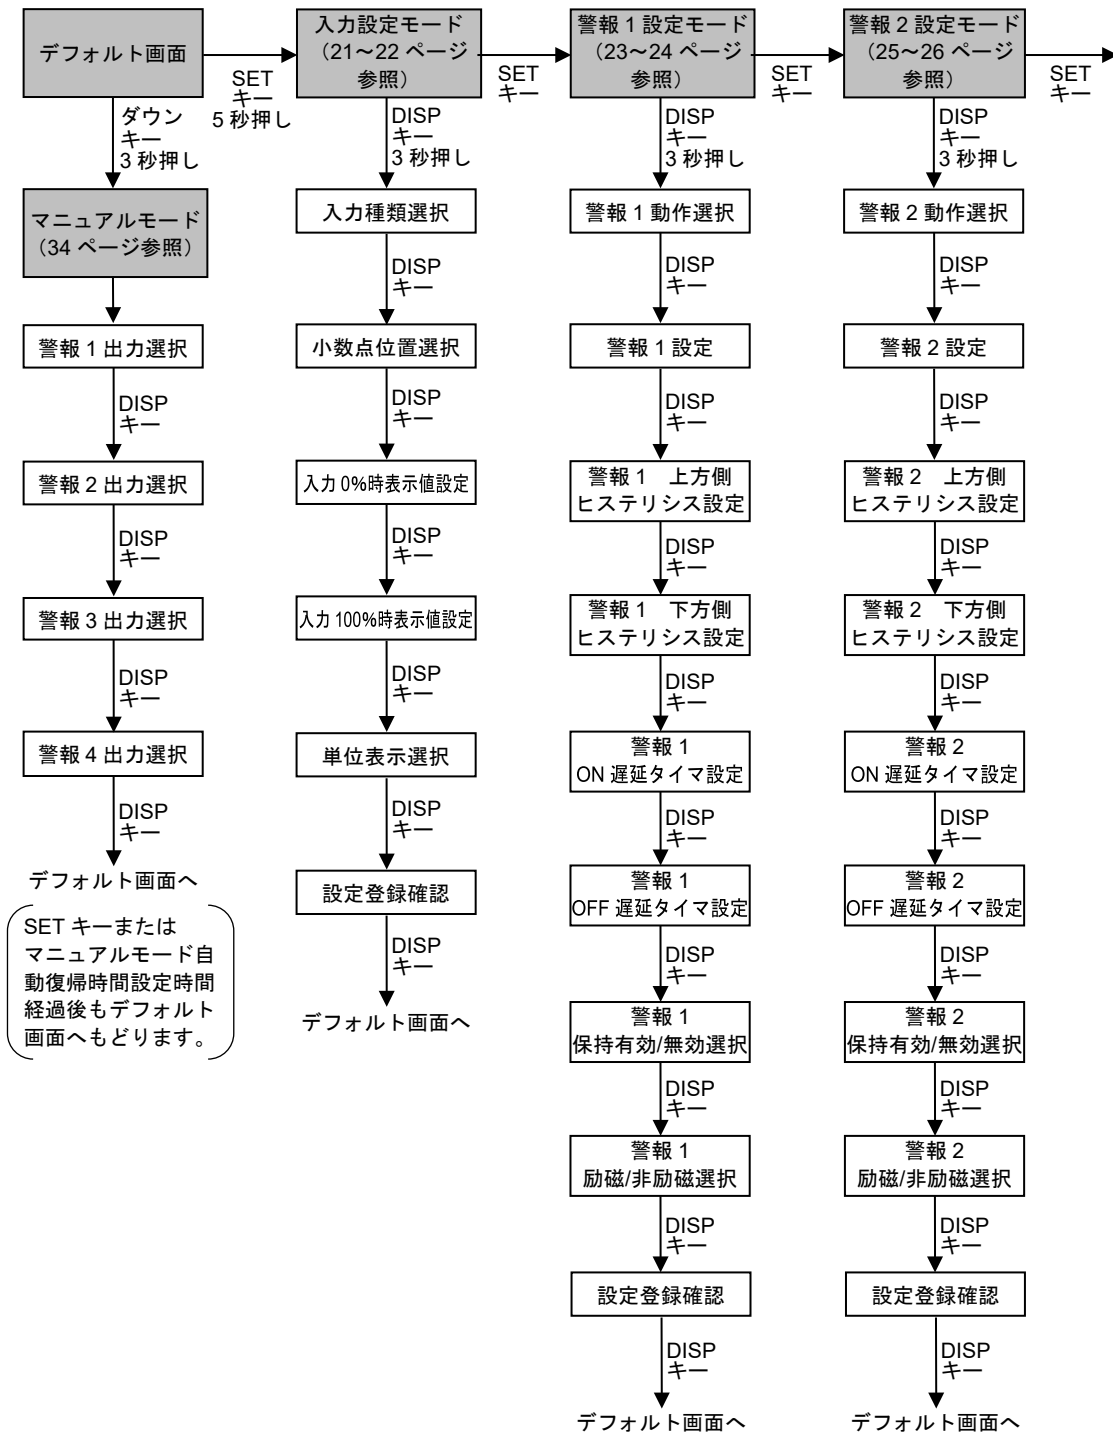 デフォルト画面
SET
キー
5 秒押し
入力設定モード
（21～22 ページ
参照）
SET
キー
警報 1 設定モード
（23～24 ページ
参照）
SET
キー
警報 2 設定モード
（25～26 ページ
参照）
SET
キー
ダウン
キー
3 秒押し
マニュアルモード
（34 ページ参照）
警報 1 出力選択
DISP
キー
警報 2 出力選択
DISP
キー
警報 3 出力選択
DISP
キー
警報 4 出力選択
DISP
キー
デフォルト画面へ
SET キーまたは
マニュアルモード自
動復帰時間設定時間
経過後もデフォルト
画面へもどります。
DISP
キー
3 秒押し
入力種類選択
DISP
キー
小数点位置選択
DISP
キー
入力 0%時表示値設定
DISP
キー
入力 100%時表示値設定
DISP
キー
単位表示選択
DISP
キー
設定登録確認
DISP
キー
デフォルト画面へ
DISP
キー
3 秒押し
警報 1 動作選択
DISP
キー
警報 1 設定
DISP
キー
警報 1　上方側
ヒステリシス設定
DISP
キー
警報 1　下方側
ヒステリシス設定
DISP
キー
警報 1
ON 遅延タイマ設定
DISP
キー
警報 1
OFF 遅延タイマ設定
DISP
キー
警報 1
保持有効/無効選択
DISP
キー
警報 1
励磁/非励磁選択
DISP
キー
設定登録確認
DISP
キー
デフォルト画面へ
DISP
キー
3 秒押し
警報 2 動作選択
DISP
キー
警報 2 設定
DISP
キー
警報 2　上方側
ヒステリシス設定
DISP
キー
警報 2　下方側
ヒステリシス設定
DISP
キー
警報 2
ON 遅延タイマ設定
DISP
キー
警報 2
OFF 遅延タイマ設定
DISP
キー
警報 2
保持有効/無効選択
DISP
キー
警報 2
励磁/非励磁選択
DISP
キー
設定登録確認
DISP
キー
デフォルト画面へ